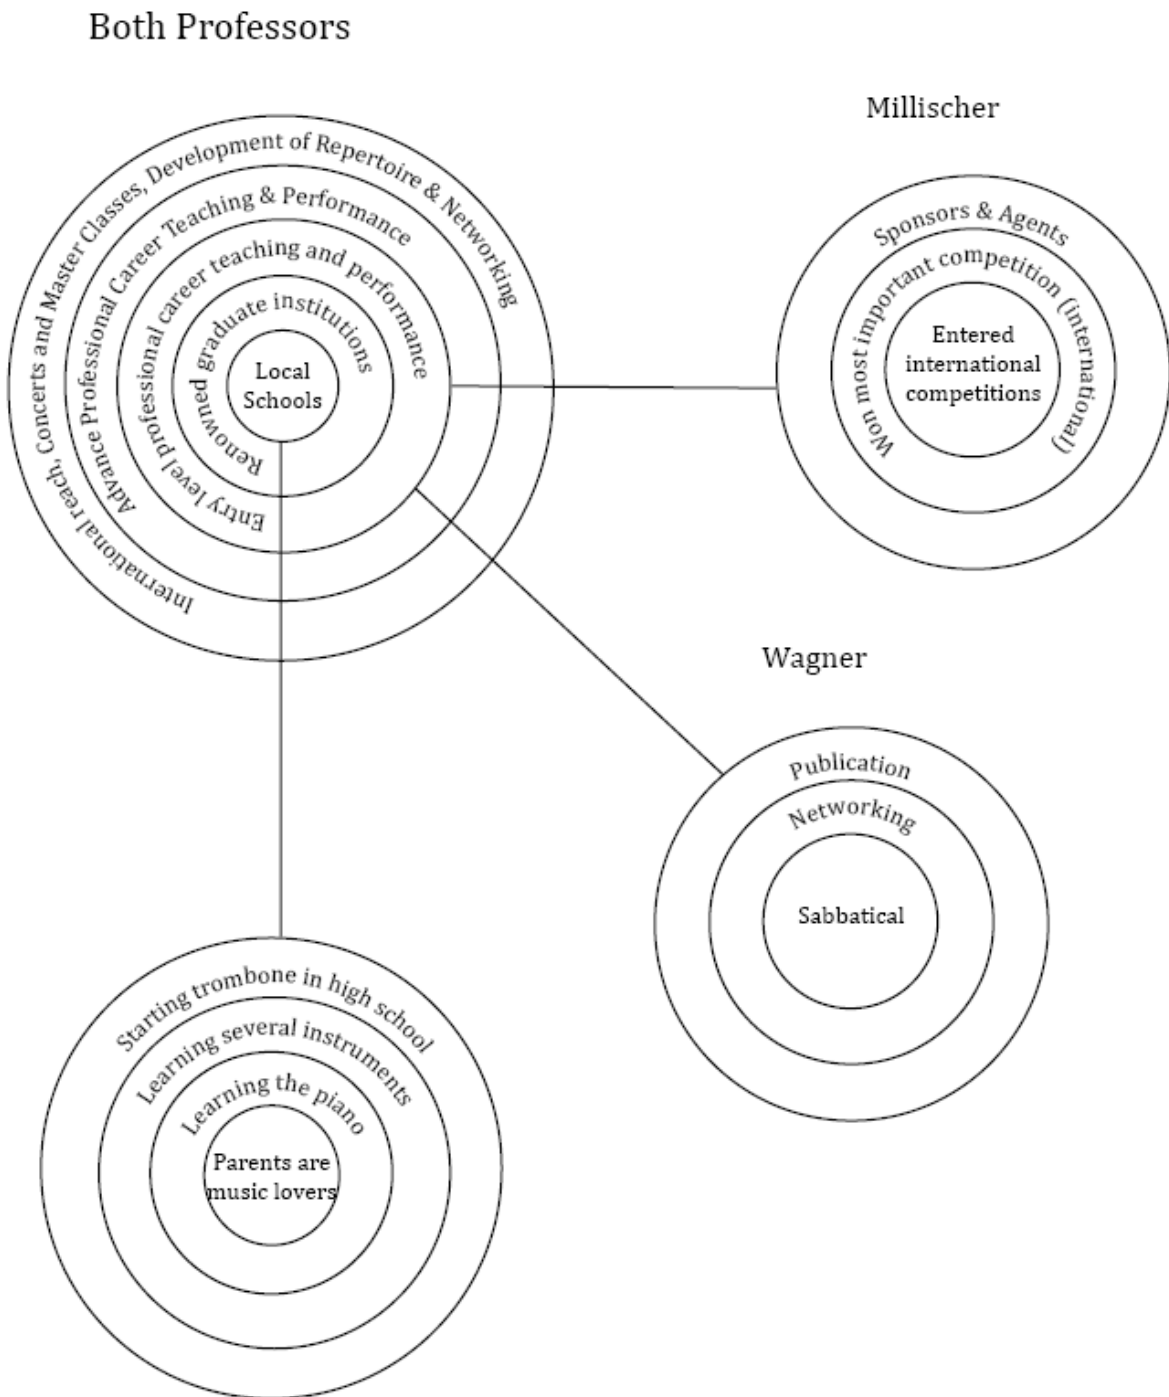 Both Professors
International reach, Concerts and Master Classes, Development of Repertoire & Networking
Advance Professional Career Teaching & Performance
Entry level professional career teaching and performance
Renowned graduate institutions
Local
Schools
Millischer
Sponsors & Agents
Won most important competition (international)
Entered
international
competitions
Wagner
Publication
Networking
Sabbatical
Starting trombone in high school
Learning several instruments
Learning the piano
Parents are
music lovers